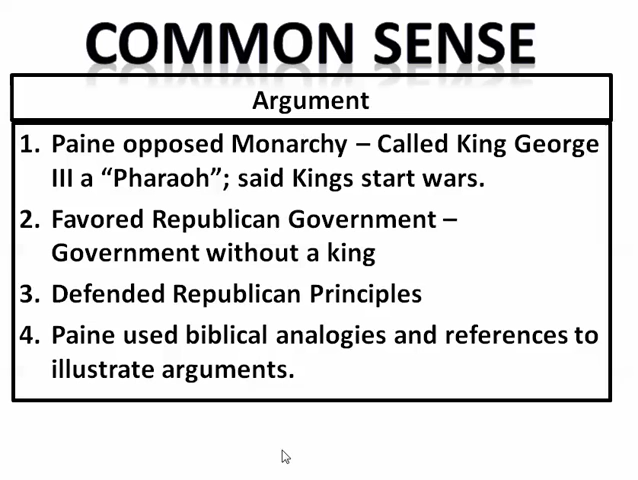 COMMON SENSE
Argument
1. Paine opposed Monarchy – Called King George
III a “Pharaoh”; said Kings start wars.
2. Favored Republican Government –
Government without a king
3. Defended Republican Principles
4. Paine used biblical analogies and references to
illustrate arguments.